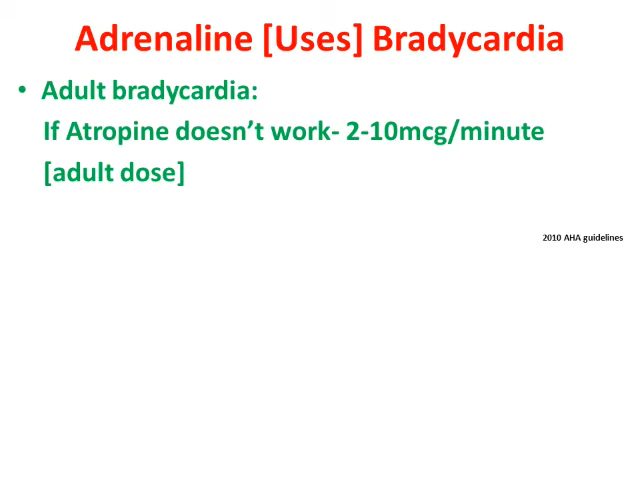 Adrenaline [Uses] Bradycardia
• Adult bradycardia:
If Atropine doesn’t work- 2-10mcg/minute
[adult dose]
2010 AHA guidelines